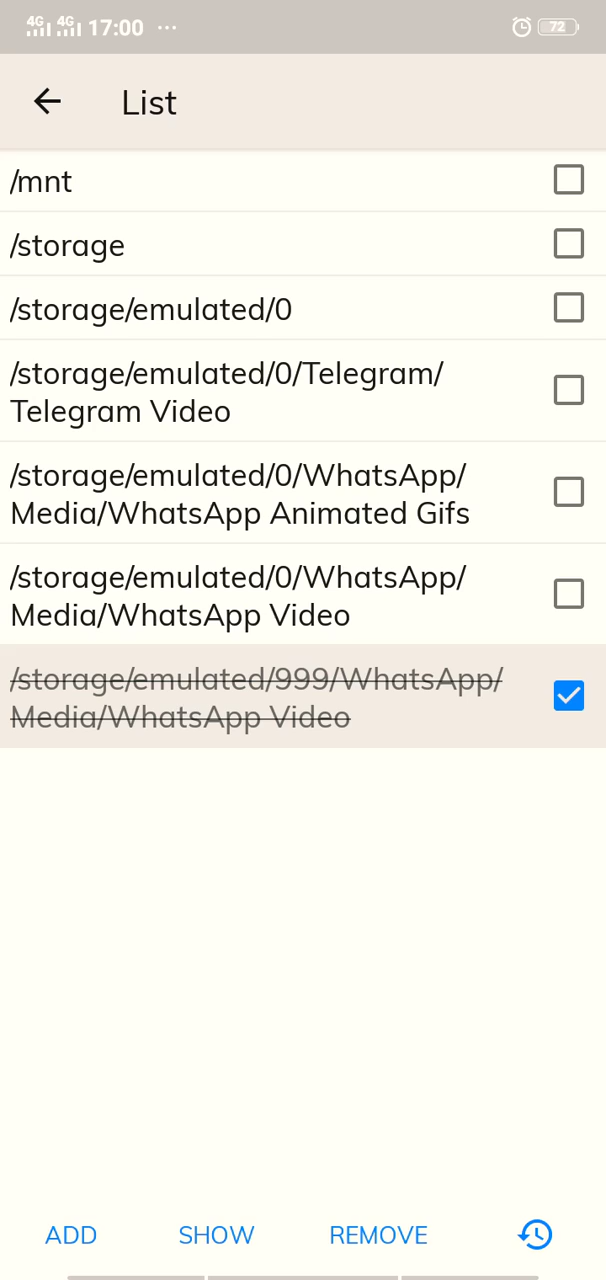 4G 4G 17:00 ... 72
List
/mnt
/storage
/storage/emulated/0
/storage/emulated/0/Telegram/
Telegram Video
/storage/emulated/0/WhatsApp/
Media/WhatsApp Animated Gifs
/storage/emulated/0/WhatsApp/
Media/WhatsApp Video
/storage/emulated/999/WhatsApp/
Media/WhatsApp Video
ADD SHOW REMOVE